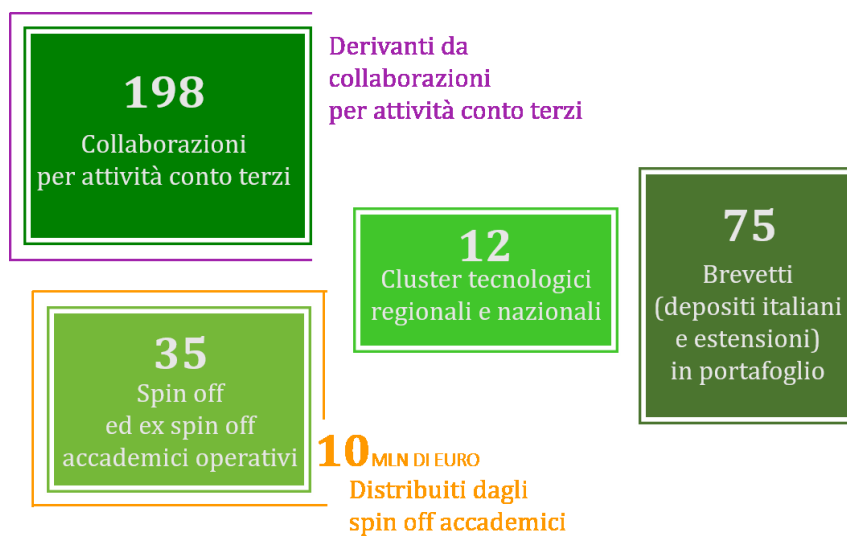 198
Collaborazioni
per attività conto terzi
Derivanti da
collaborazioni
per attività conto terzi
12
Cluster tecnologici
regionali e nazionali
75
Brevetti
(depositi italiani
e estensioni)
in portafoglio
35
Spin off
ed ex spin off
accademici operativi
10 MLN DI EURO
Distribuiti dagli
spin off accademici